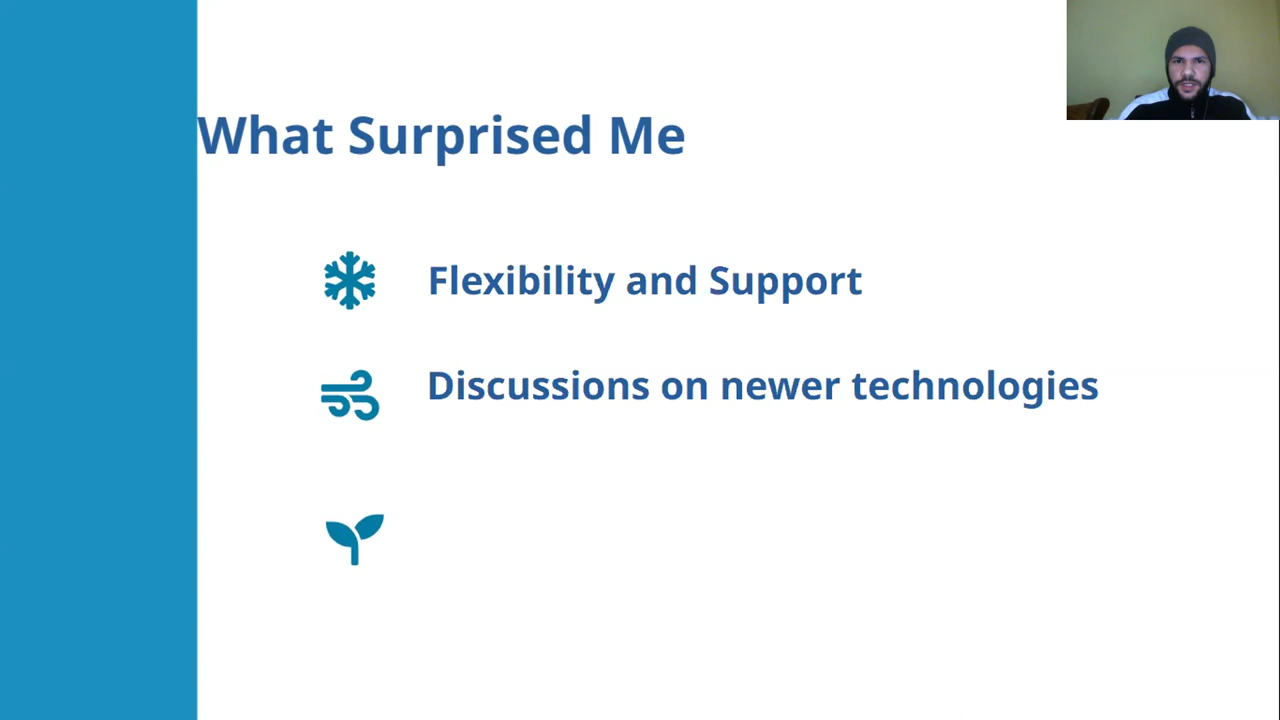 What Surprised Me
Flexibility and Support
Discussions on newer technologies